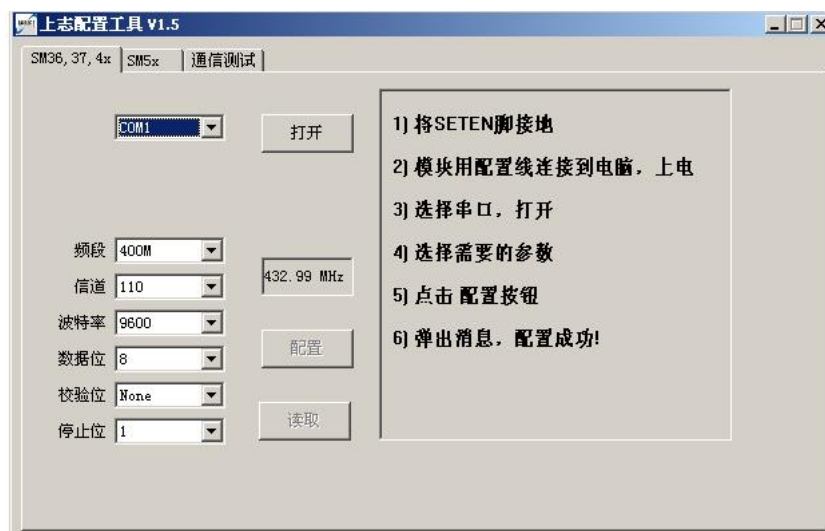 上志配置工具 V1.5
SM36,37,4x
SM5x
通信测试
COM1
打开
频段 400M
信道 110
432.99 MHz
波特率 9600
数据位 8
配置
校验位 None
停止位 1
读取
1) 将SETEN脚接地
2) 模块用配置线连接到电脑，上电
3) 选择串口，打开
4) 选择需要的参数
5) 点击 配置按钮
6) 弹出消息，配置成功!